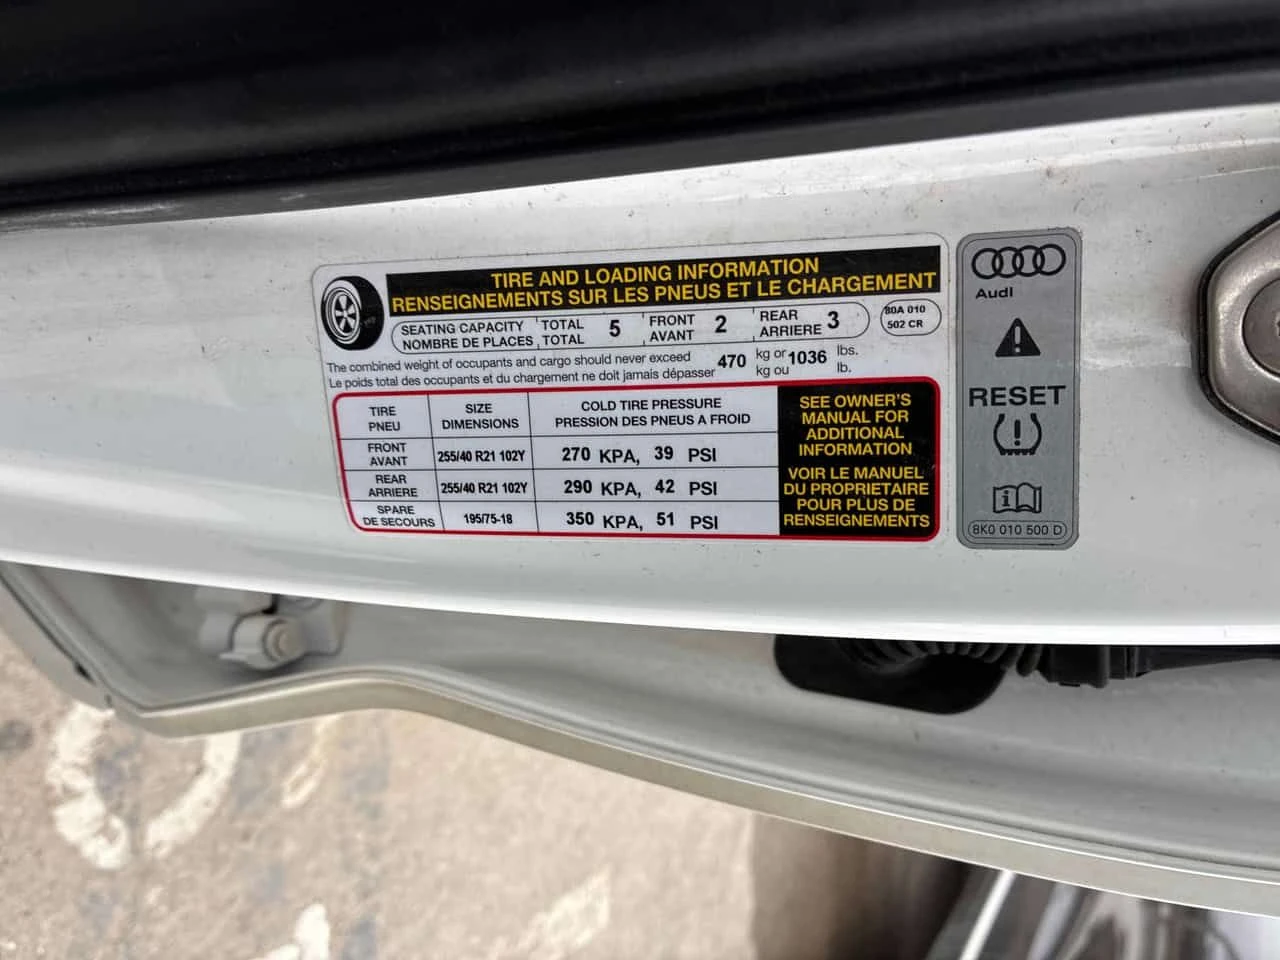 TIRE AND LOADING INFORMATION
RENSEIGNEMENTS SUR LES PNEUS ET LE CHARGEMENT
SEATING CAPACITY TOTAL 5 FRONT 2 REAR 3
NOMBRE DE PLACES TOTAL AVANT ARRIERE
80A 010
502 CR
The combined weight of occupants and cargo should never exceed 470 kg or 1036 lbs.
Le poids total des occupants et du chargement ne doit jamais dépasser kg ou lb.
TIRE SIZE COLD TIRE PRESSURE
PNEU DIMENSIONS PRESSION DES PNEUS A FROID
FRONT
AVANT 255/40 R21 102Y 270 KPA, 39 PSI
REAR
ARRIERE 255/40 R21 102Y 290 KPA, 42 PSI
SPARE
DE SECOURS 195/75-18 350 KPA, 51 PSI
SEE OWNER'S
MANUAL FOR
ADDITIONAL
INFORMATION
VOIR LE MANUEL
DU PROPRIETAIRE
POUR PLUS DE
RENSEIGNEMENTS
Audi
RESET
8K0 010 500 D